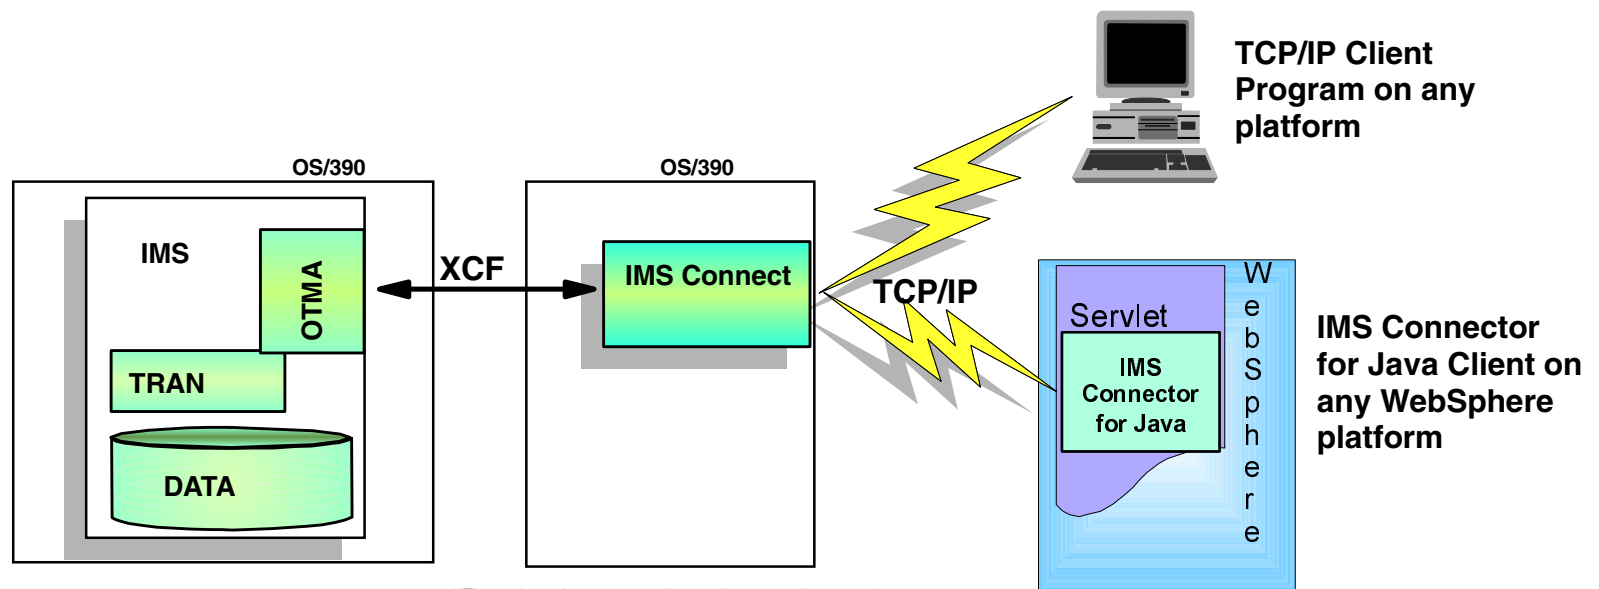 TCP/IP Client
Program on any
platform
OS/390
OS/390
IMS
OTMA
XCF
IMS Connect
TCP/IP
TRAN
DATA
Servlet
IMS
Connector
for Java
WebSphere
IMS Connector
for Java Client on
any WebSphere
platform